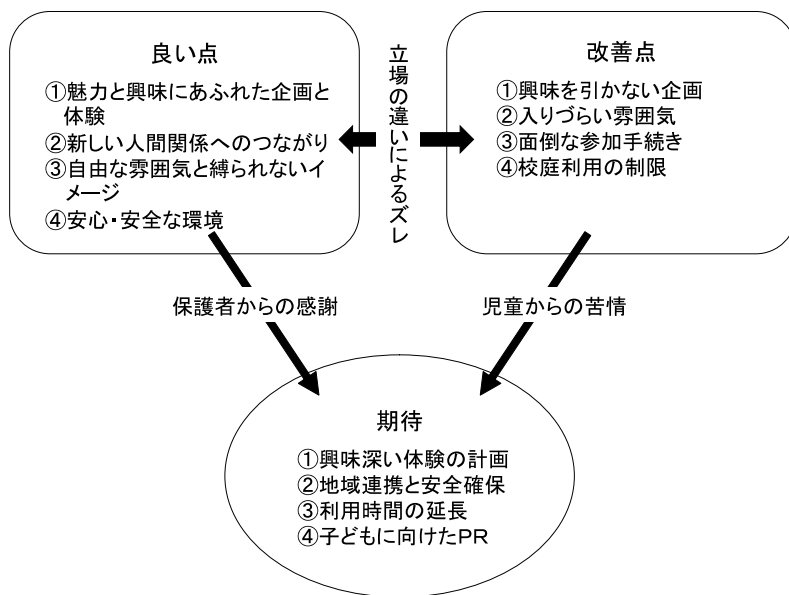 良い点
①魅力と興味にあふれた企画と
体験
②新しい人間関係へのつながり
③自由な雰囲気と縛られないイ
メージ
④安心・安全な環境
立場の違いによるズレ
改善点
①興味を引かない企画
②入りづらい雰囲気
③面倒な参加手続き
④校庭利用の制限
保護者からの感謝
児童からの苦情
期待
①興味深い体験の計画
②地域連携と安全確保
③利用時間の延長
④子どもに向けたPR